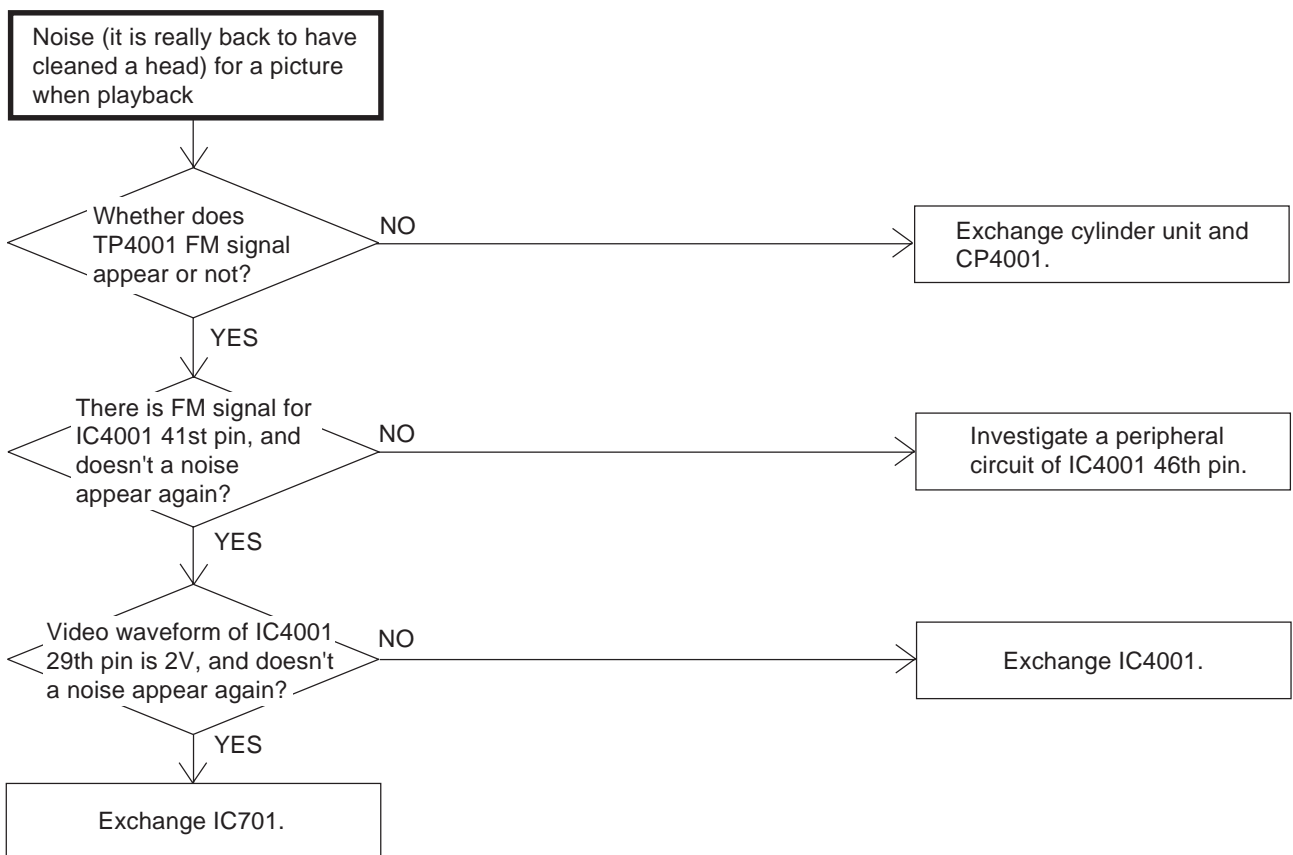 Noise (it is really back to have
cleaned a head) for a picture
when playback
Whether does
TP4001 FM signal
appear or not?
NO
Exchange cylinder unit and
CP4001.
YES
There is FM signal for
IC4001 41st pin, and
doesn't a noise
appear again?
NO
Investigate a peripheral
circuit of IC4001 46th pin.
YES
Video waveform of IC4001
29th pin is 2V, and doesn't
a noise appear again?
NO
Exchange IC4001.
YES
Exchange IC701.